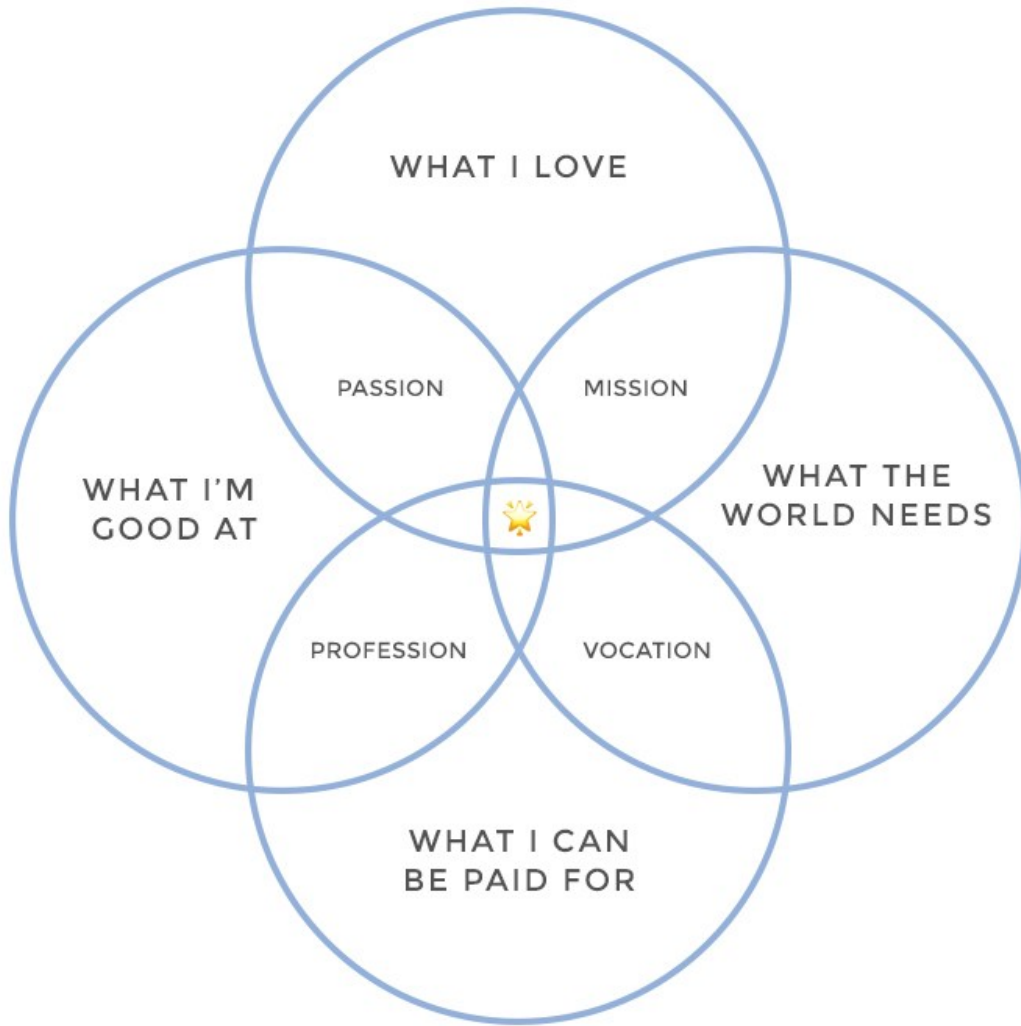 WHAT I LOVE
PASSION
MISSION
WHAT I'M
GOOD AT
WHAT THE
WORLD NEEDS
PROFESSION
VOCATION
WHAT I CAN
BE PAID FOR